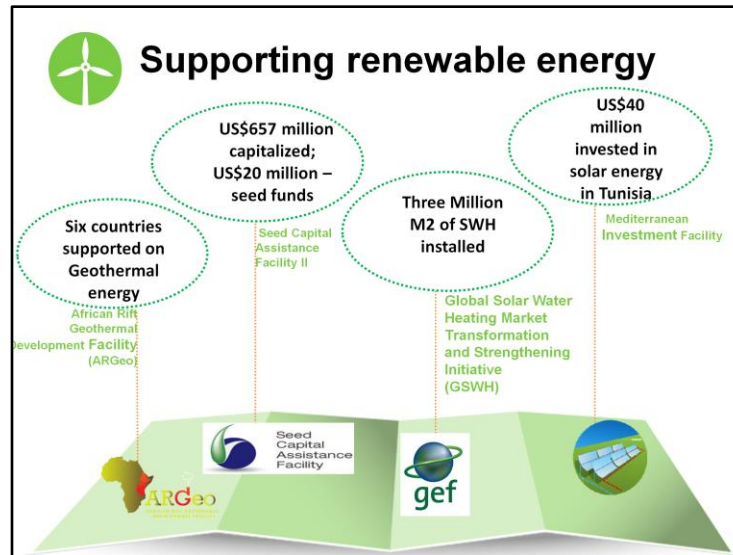 Supporting renewable energy
Six countries
supported on
Geothermal
energy
African Rift
Geothermal
Development Facility
(ARGeo)
US$657 million
capitalized;
US$20 million –
seed funds
Seed Capital
Assistance
Facility II
Three Million
M2 of SWH
installed
Global Solar Water
Heating Market
Transformation
and Strengthening
Initiative
(GSWH)
US$40
million
invested in
solar energy
in Tunisia
Mediterranean
Investment Facility
ARGeo
Seed
Capital
Assistance
Facility
gef